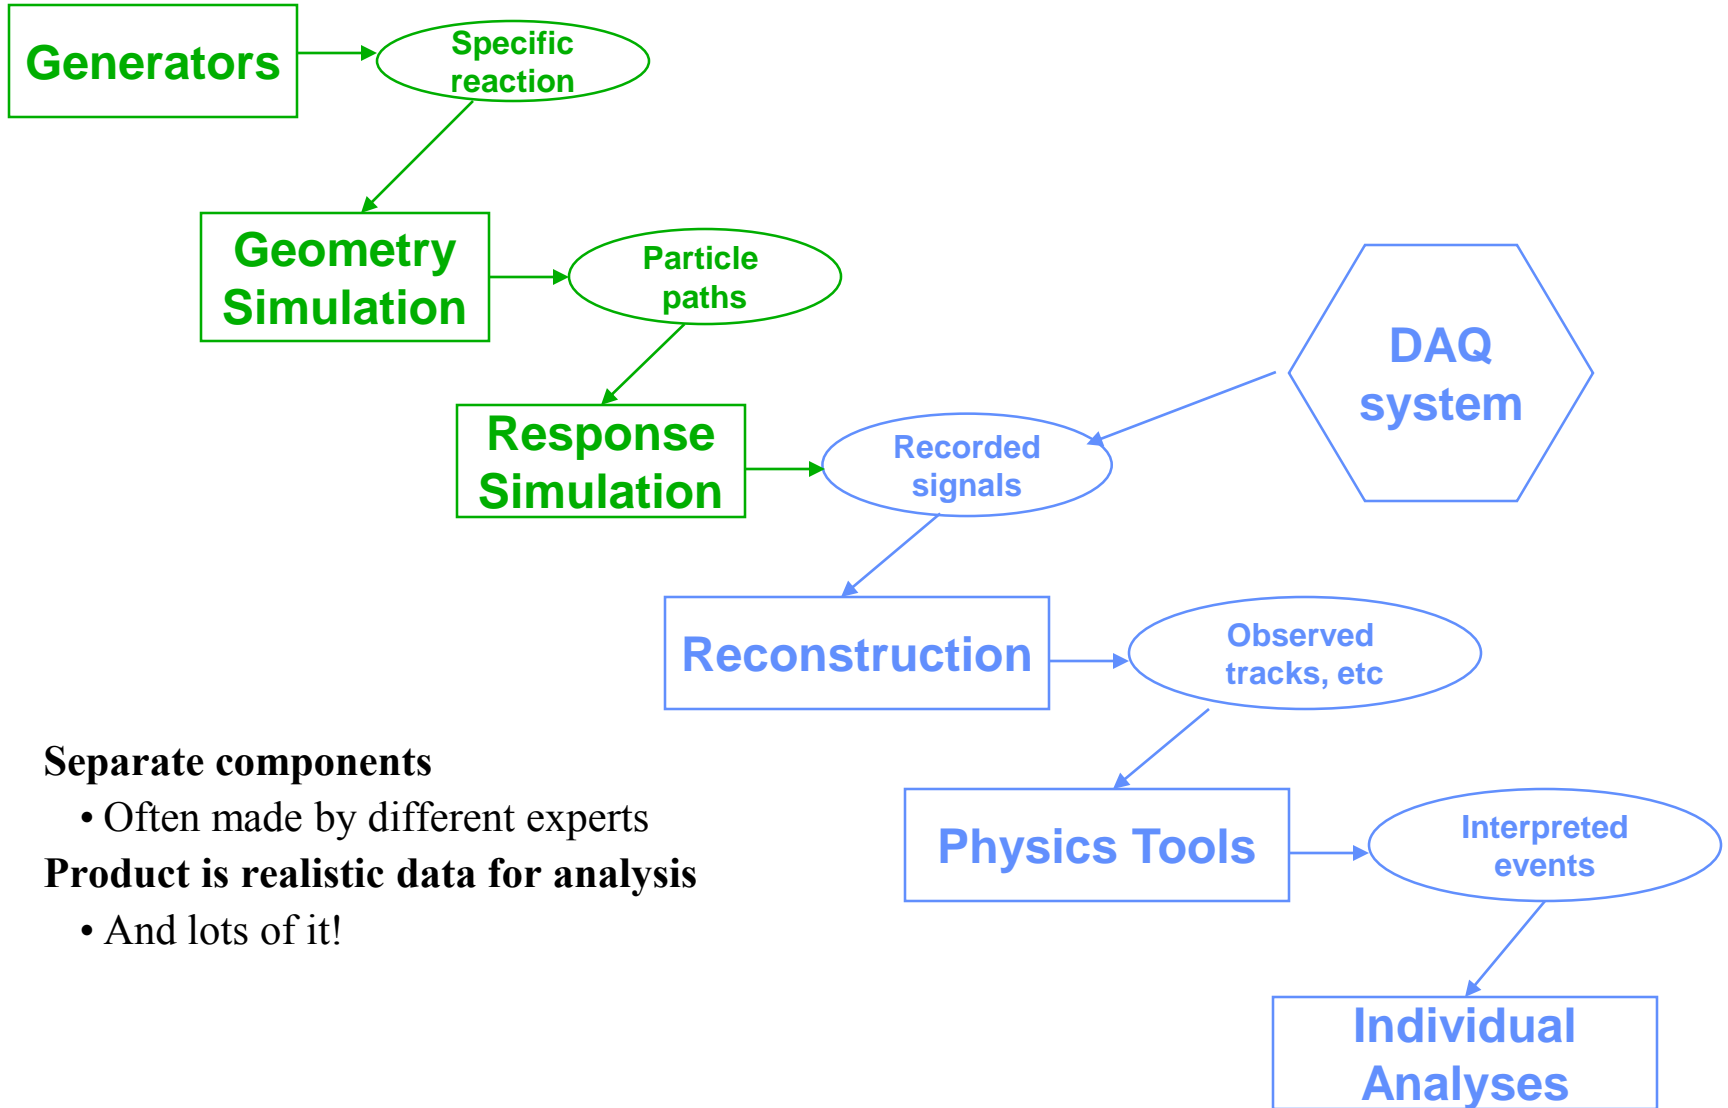 Generators
Specific
reaction
Geometry
Simulation
Particle
paths
DAQ
system
Response
Simulation
Recorded
signals
Reconstruction
Observed
tracks, etc
Separate components
• Often made by different experts
Product is realistic data for analysis
• And lots of it!
Physics Tools
Interpreted
events
Individual
Analyses